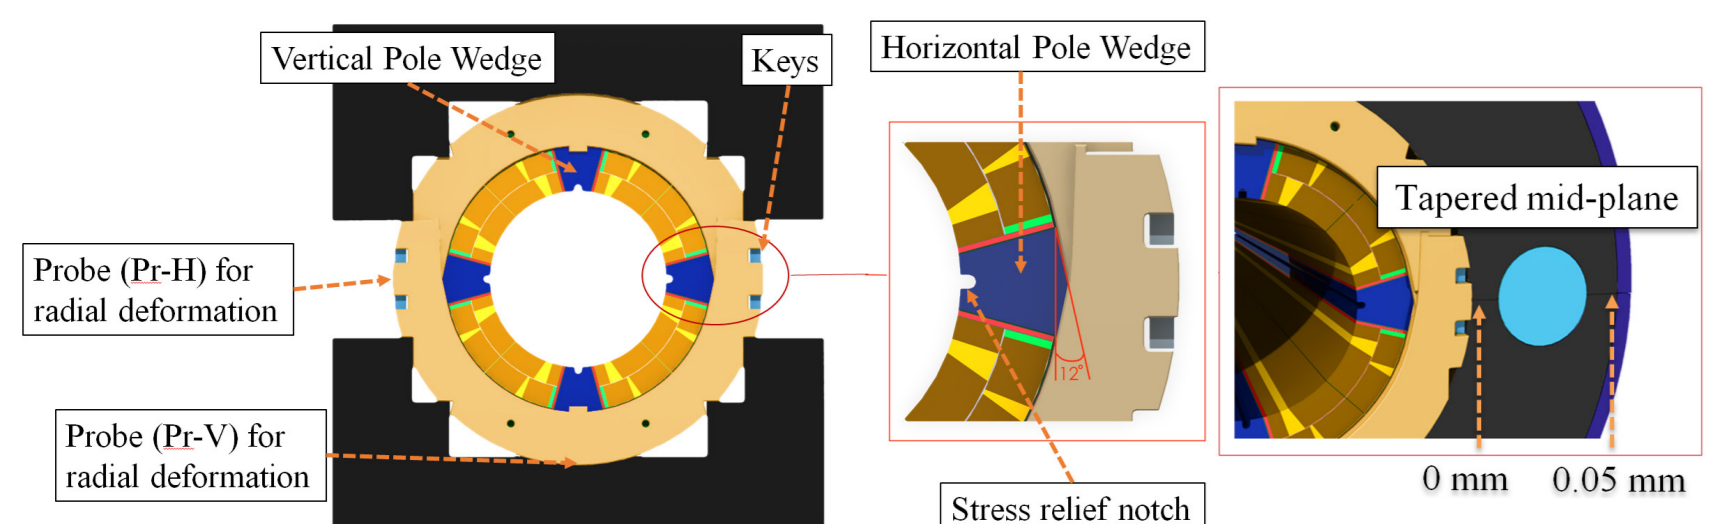 Vertical Pole Wedge
Keys
Horizontal Pole Wedge
Tapered mid-plane
Probe (Pr-H) for
radial deformation
12°
Probe (Pr-V) for
radial deformation
0 mm
0.05 mm
Stress relief notch